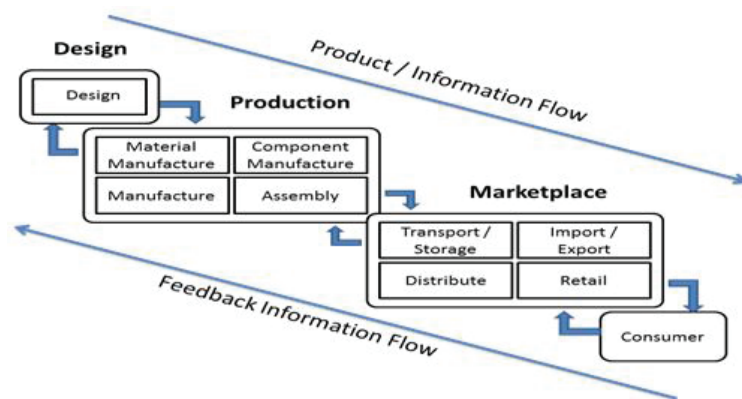 Design
Product / Information Flow
Design
Production
Material
Manufacture
Component
Manufacture
Manufacture
Assembly
Marketplace
Transport /
Storage
Import /
Export
Distribute
Retail
Feedback Information Flow
Consumer